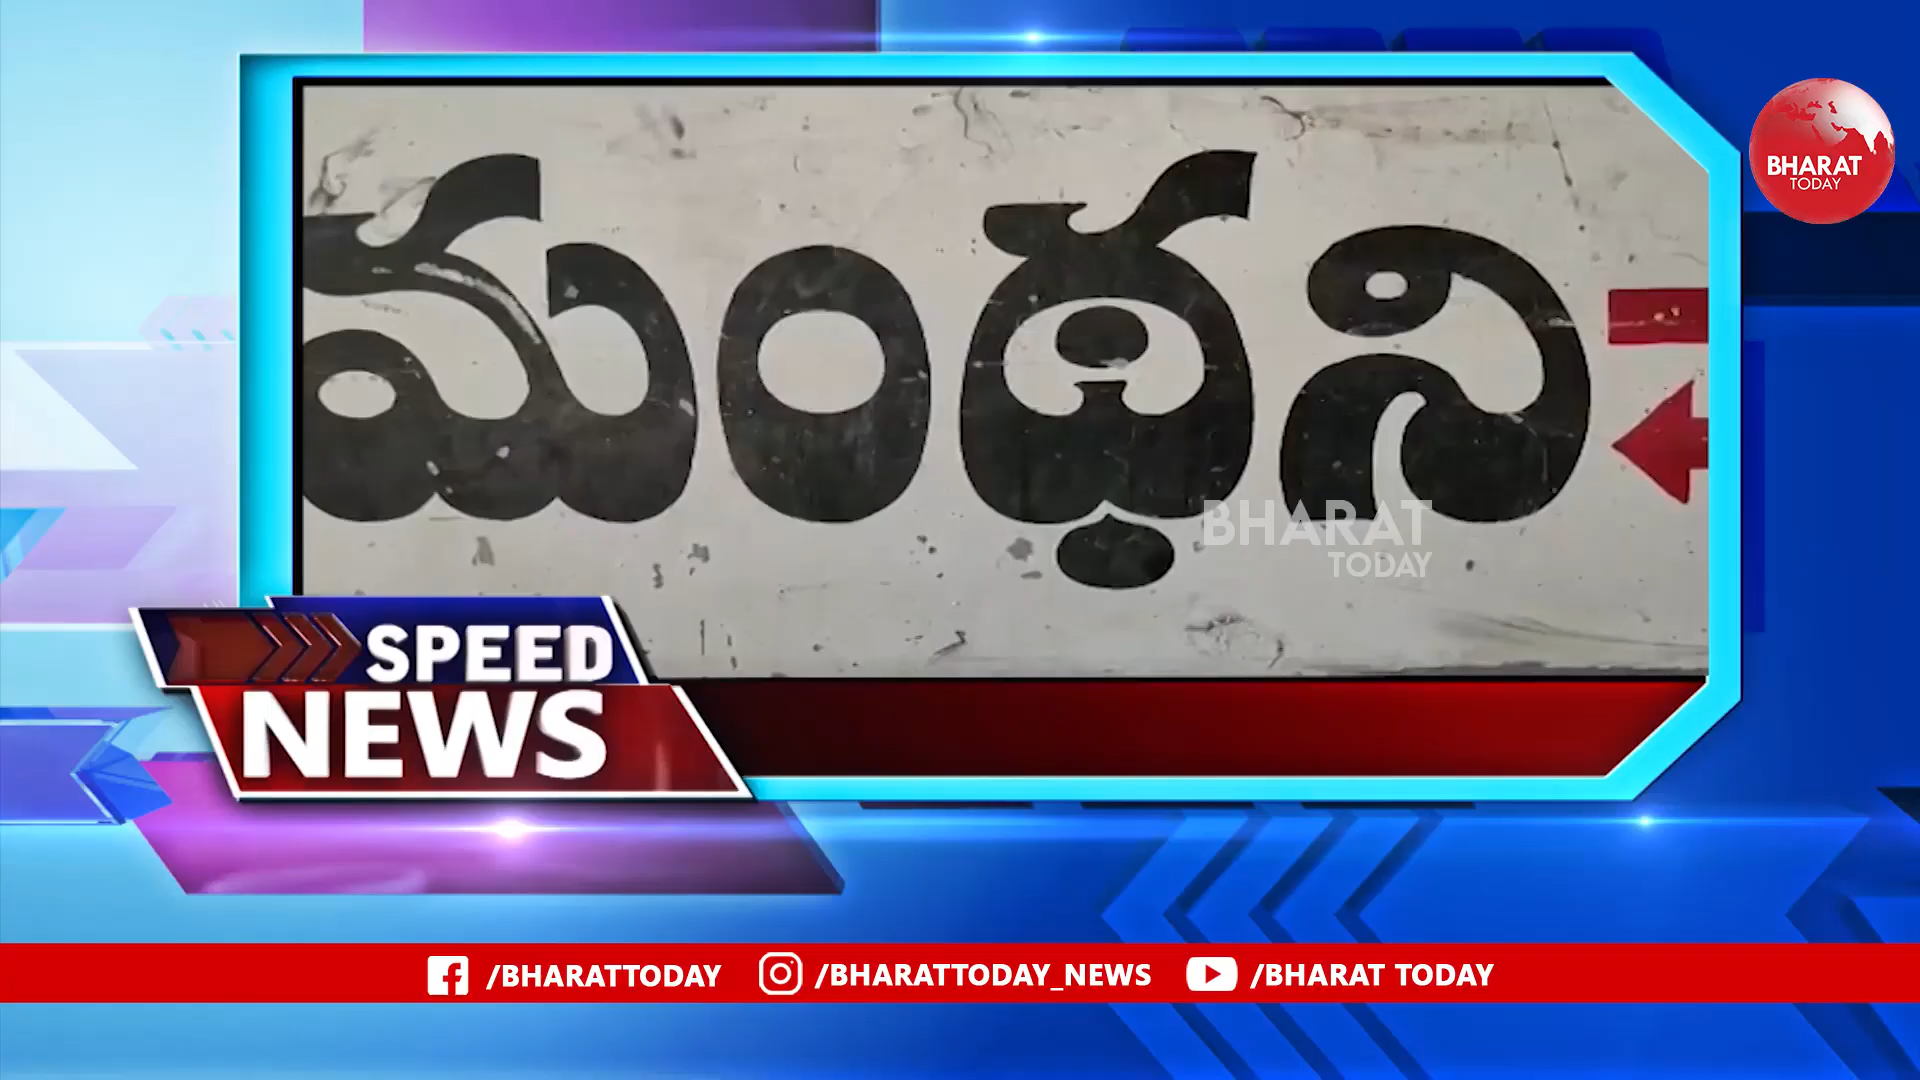 BHARAT
TODAY
మంథని
BHARAT
TODAY
SPEED
NEWS
/BHARATTODAY /BHARATTODAY_NEWS /BHARAT TODAY